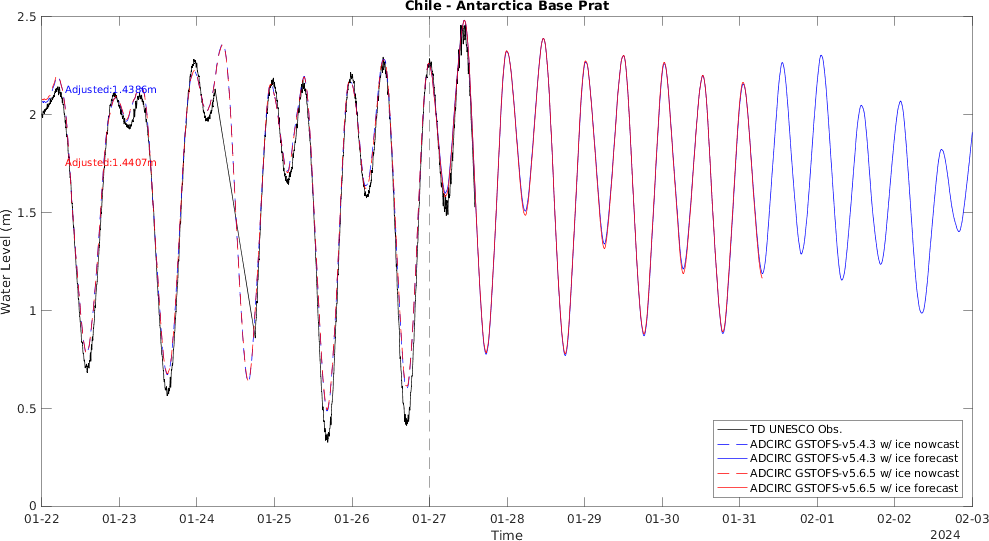 Chile - Antarctica Base Prat
2.5
2
1.5
1
0.5
0
Water Level (m)
Adjusted:1.4386m
Adjusted:1.4407m
TD UNESCO Obs.
ADCIRC GSTOFS-v5.4.3 w/ ice nowcast
ADCIRC GSTOFS-v5.4.3 w/ ice forecast
ADCIRC GSTOFS-v5.6.5 w/ ice nowcast
ADCIRC GSTOFS-v5.6.5 w/ ice forecast
01-22 01-23 01-24 01-25 01-26 01-27 01-28 01-29 01-30 01-31 02-01 02-02 02-03
Time
2024